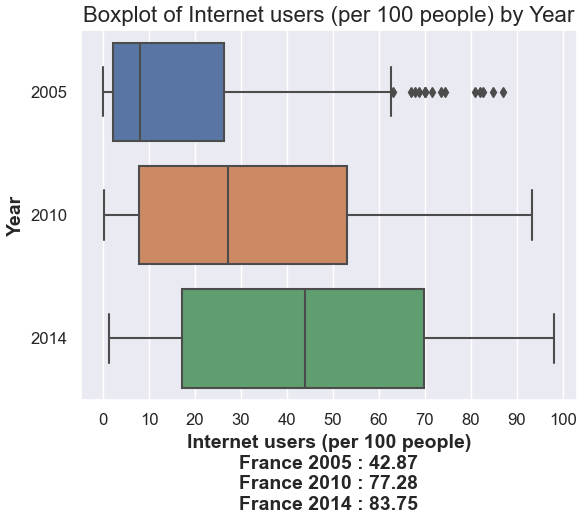 Boxplot of Internet users (per 100 people) by Year
2005
2010
2014
Year
0 10 20 30 40 50 60 70 80 90 100
Internet users (per 100 people)
France 2005 : 42.87
France 2010 : 77.28
France 2014 : 83.75